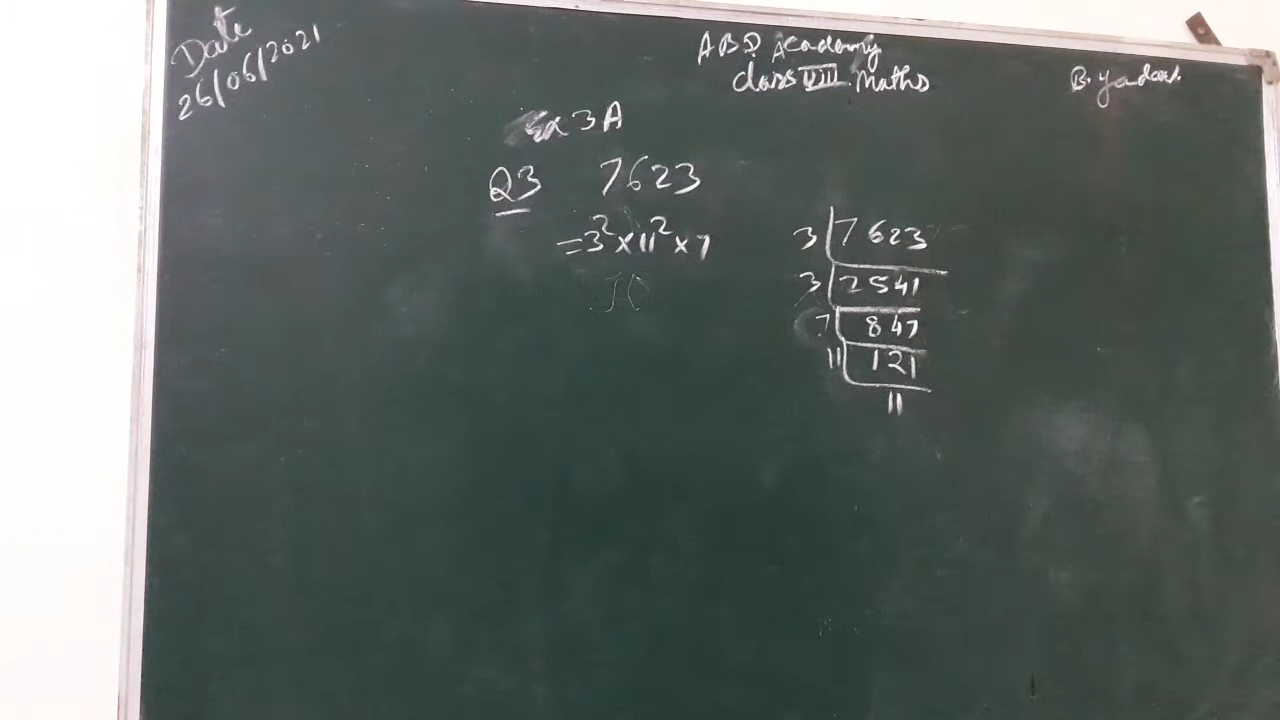 Date
26/06/2021
ABD Academy
Class VIII Maths
B. Yadav.
Ex 3A
Q3 7623
=3²×11²×7
3 7623
3 2541
7 847
11 121
11